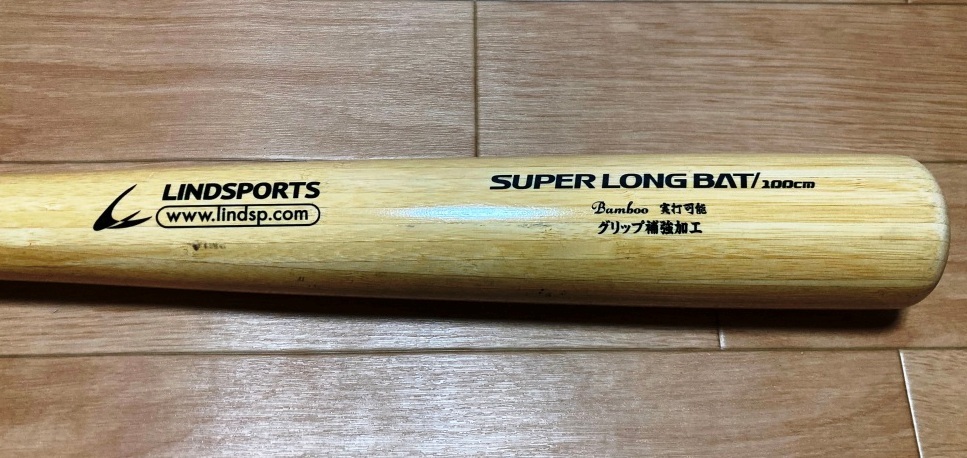 LINDSPORTS
www.lindsp.com
SUPER LONG BAT/100cm
Bamboo 実打可能
グリップ補強加工